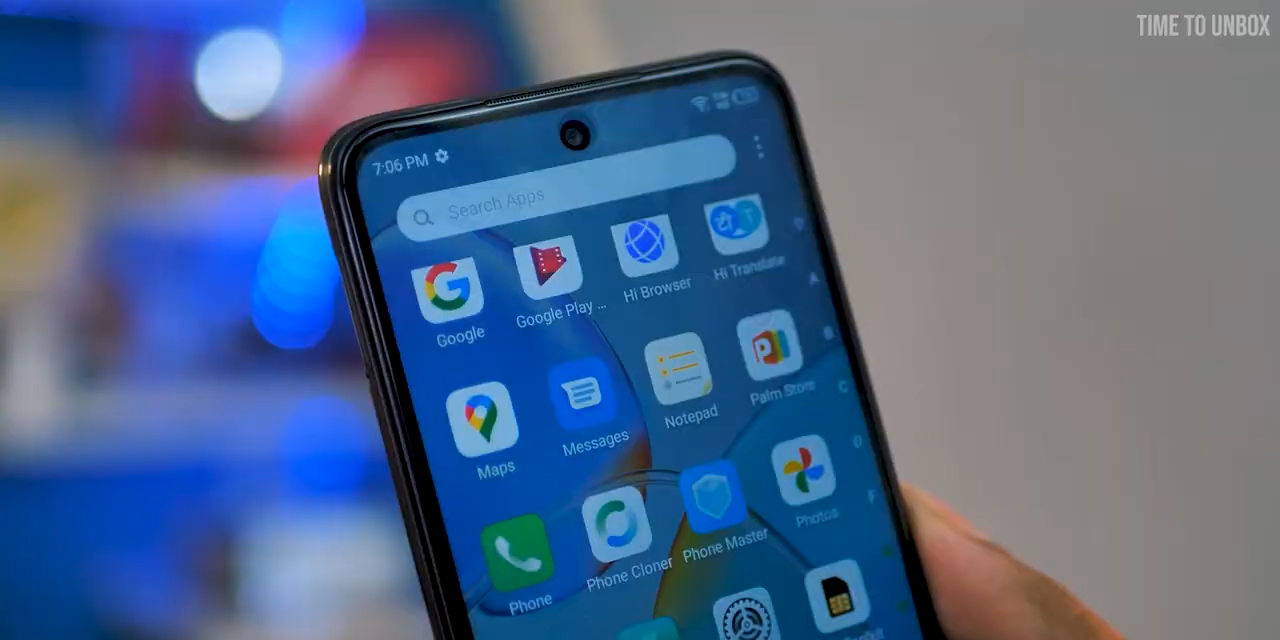 TIME TO UNBOX
7:06 PM
Search Apps
Google
Google Play ...
Hi Browser
Hi Translate
Maps
Messages
Notepad
Palm Store
Phone
Phone Cloner
Phone Master
Photos
A
B
C
D
F